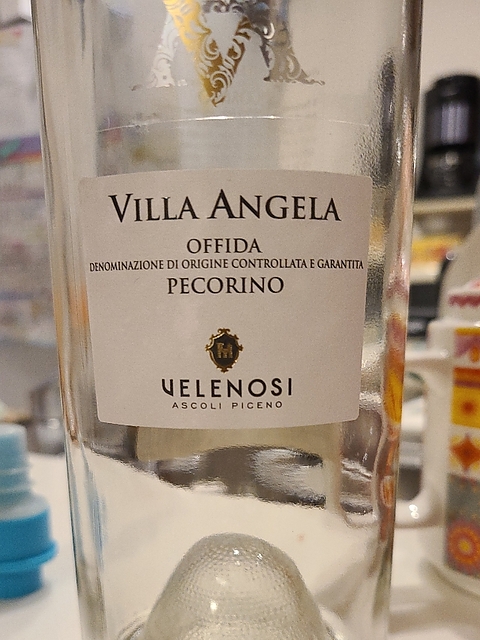 VILLA ANGELA
OFFIDA
DENOMINAZIONE DI ORIGINE CONTROLLATA E GARANTITA
PECORINO
VELENOSI
ASCOLI PICENO